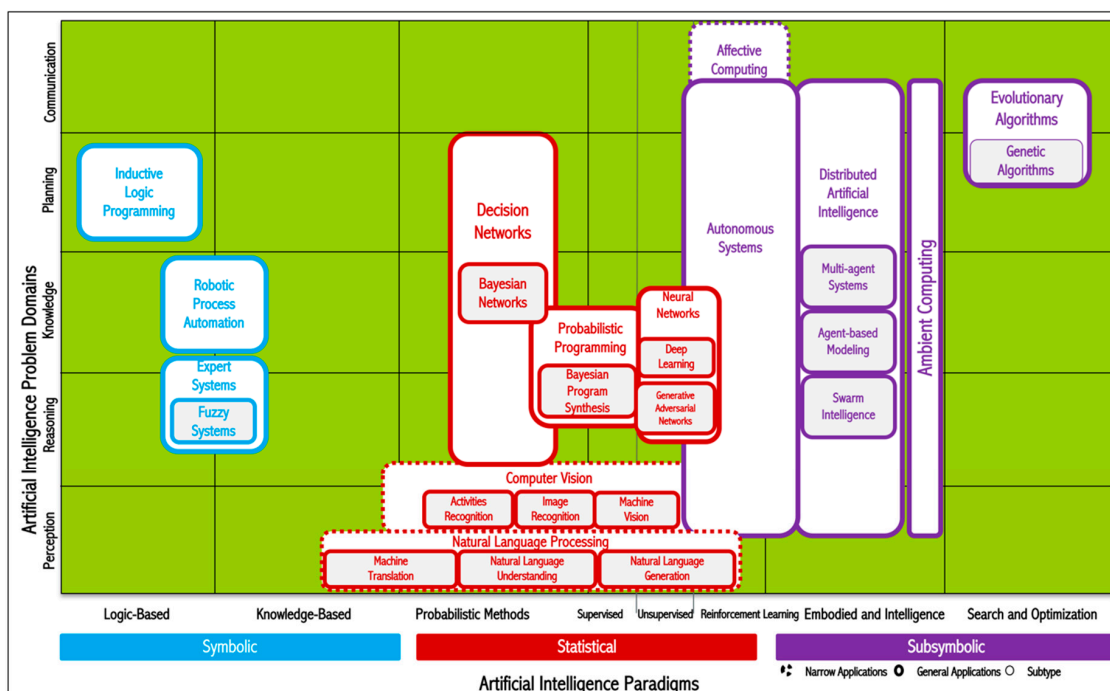 Artificial Intelligence Problem Domains
Communication
Planning
Knowledge
Reasoning
Perception
Affective
Computing
Evolutionary
Algorithms
Genetic
Algorithms
Inductive
Logic
Programming
Decision
Networks
Bayesian
Networks
Autonomous
Systems
Distributed
Artificial
Intelligence
Multi-agent
Systems
Agent-based
Modeling
Swarm
Intelligence
Ambient Computing
Robotic
Process
Automation
Expert
Systems
Fuzzy
Systems
Probabilistic
Programming
Bayesian
Program
Synthesis
Neural
Networks
Deep
Learning
Generative
Adversarial Networks
Computer Vision
Activities
Recognition
Image
Recognition
Machine
Vision
Natural Language Processing
Machine
Translation
Natural Language
Understanding
Natural Language
Generation
Logic-Based
Knowledge-Based
Probabilistic Methods
Supervised
Unsupervised
Reinforcement Learning
Embodied and Intelligence
Search and Optimization
Symbolic
Statistical
Subsymbolic
Narrow Applications
General Applications
Subtype
Artificial Intelligence Paradigms